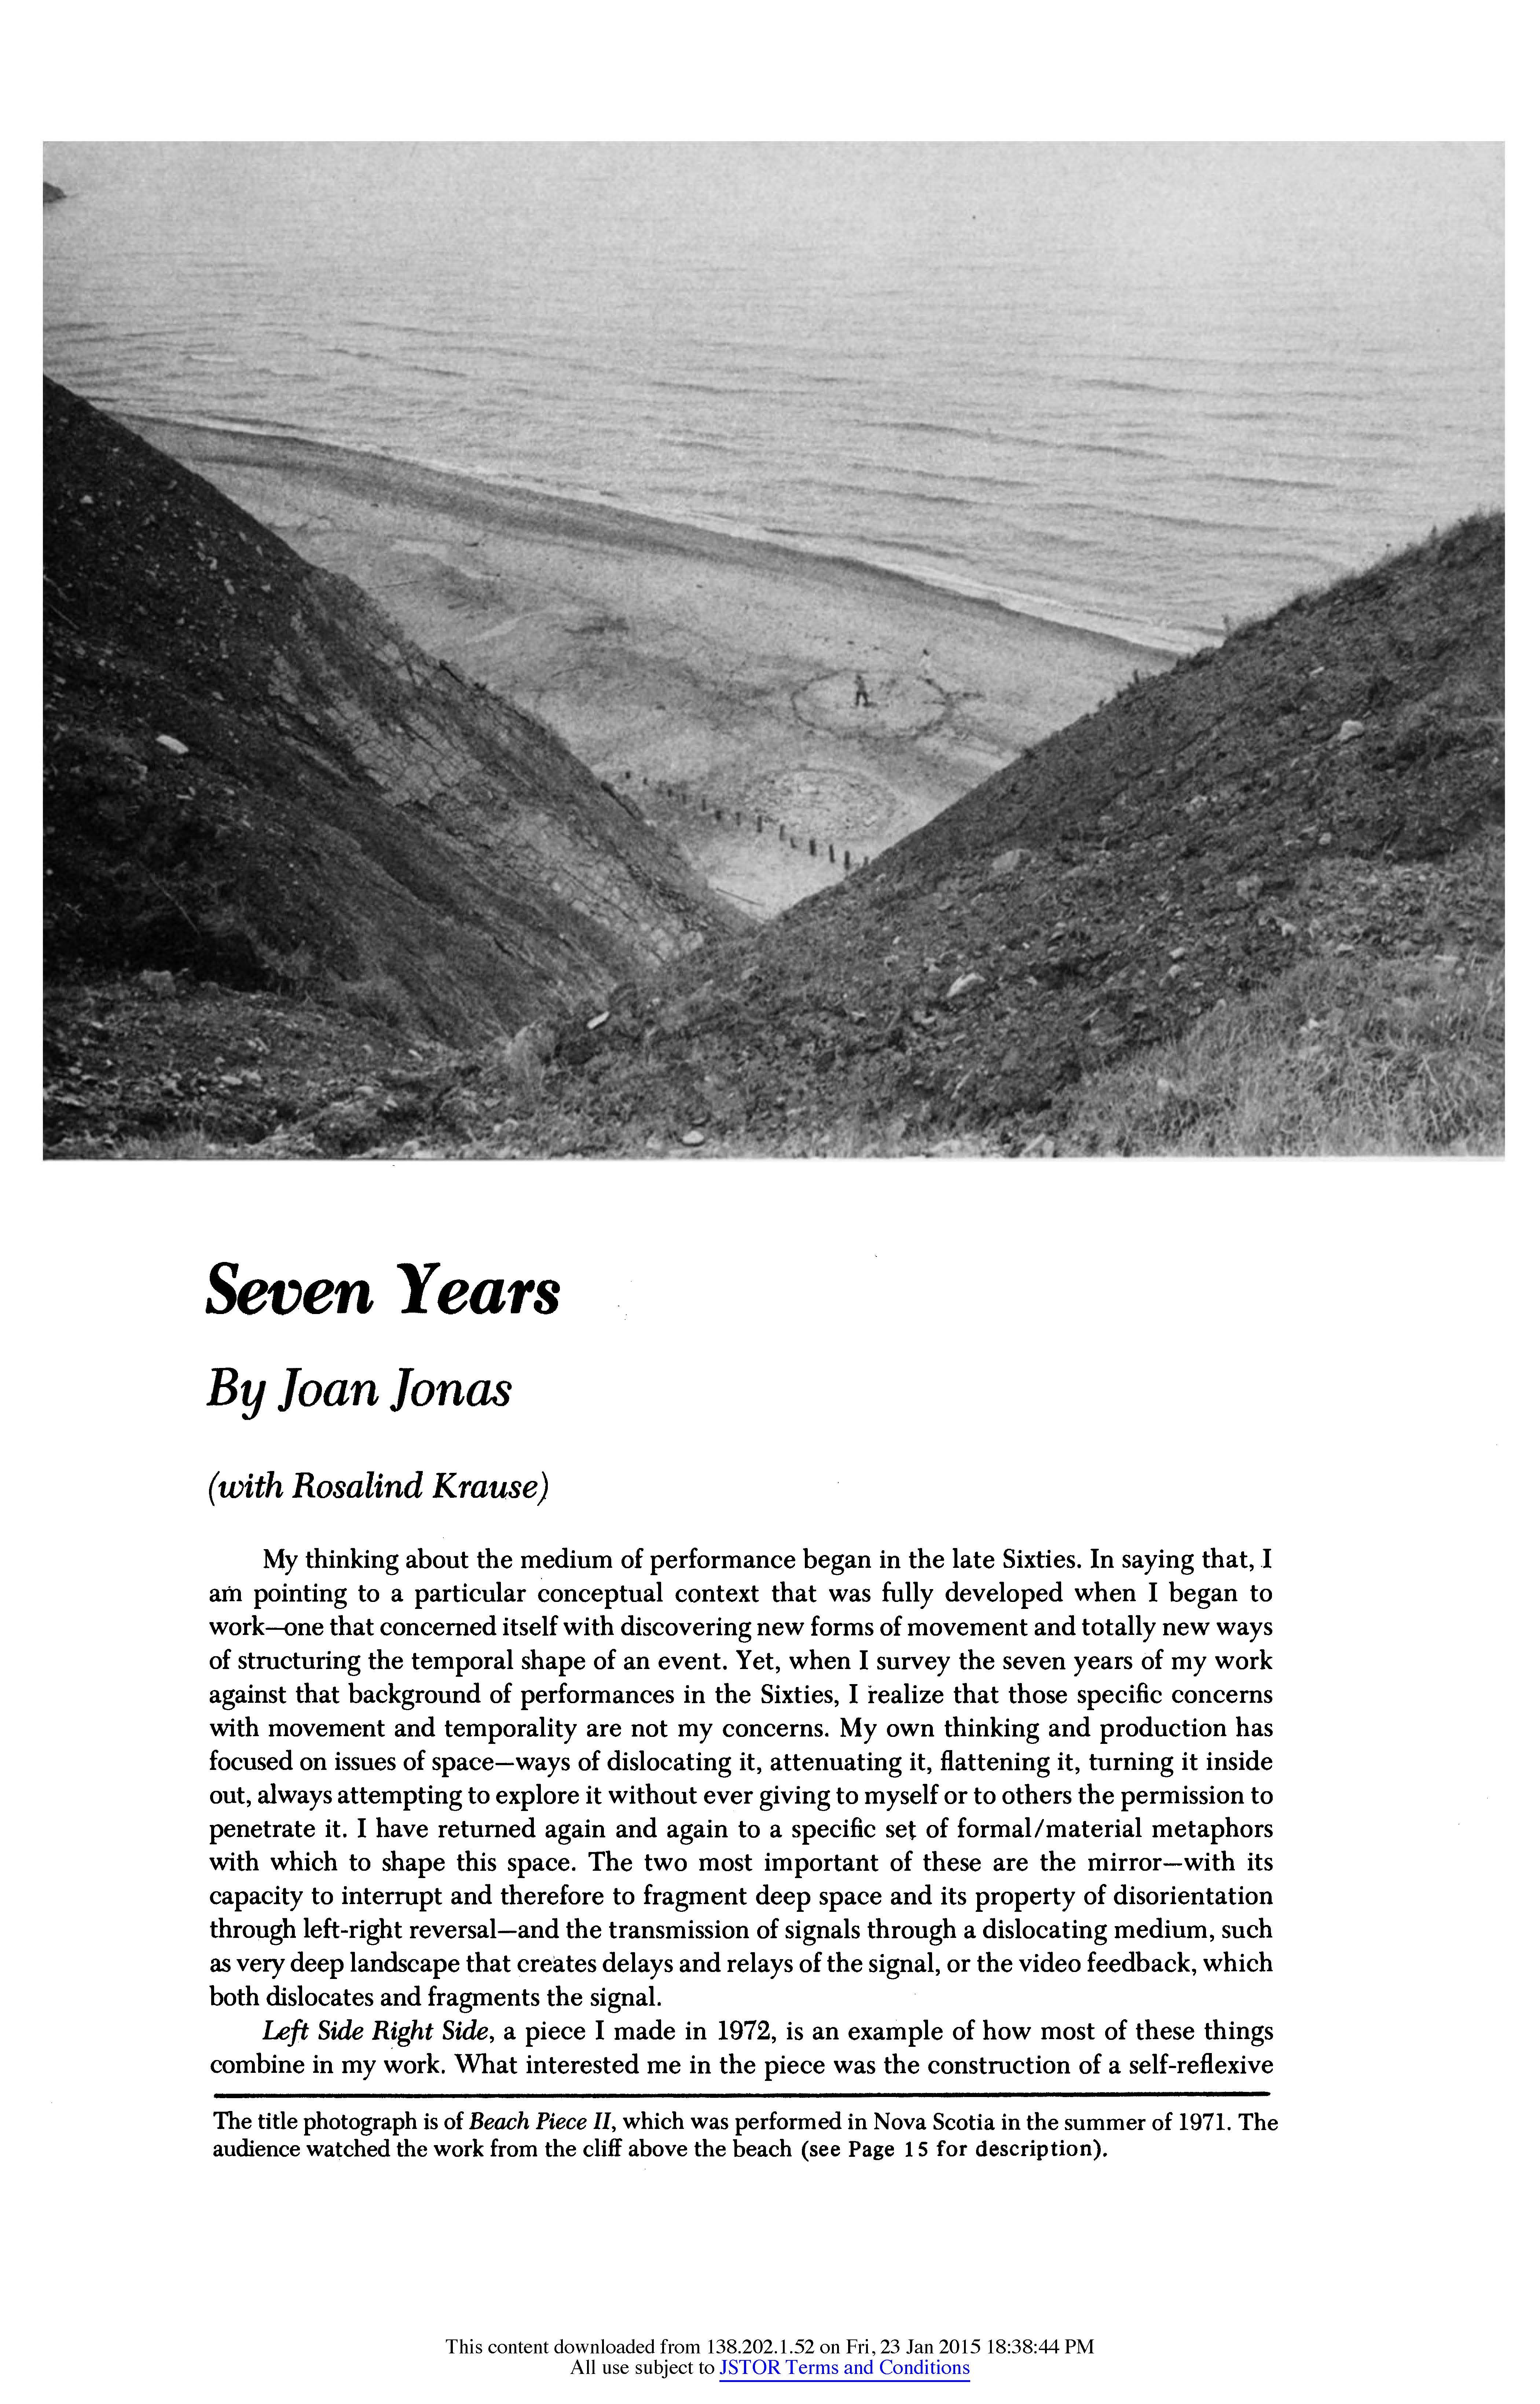 Seven Years
By Joan Jonas
(with Rosalind Krause)
My thinking about the medium of performance began in the late Sixties. In saying that, I
am pointing to a particular conceptual context that was fully developed when I began to
work—one that concerned itself with discovering new forms of movement and totally new ways
of structuring the temporal shape of an event. Yet, when I survey the seven years of my work
against that background of performances in the Sixties, I realize that those specific concerns
with movement and temporality are not my concerns. My own thinking and production has
focused on issues of space—ways of dislocating it, attenuating it, flattening it, turning it inside
out, always attempting to explore it without ever giving to myself or to others the permission to
penetrate it. I have returned again and again to a specific set of formal/material metaphors
with which to shape this space. The two most important of these are the mirror—with its
capacity to interrupt and therefore to fragment deep space and its property of disorientation
through left-right reversal—and the transmission of signals through a dislocating medium, such
as very deep landscape that creates delays and relays of the signal, or the video feedback, which
both dislocates and fragments the signal.
Left Side Right Side, a piece I made in 1972, is an example of how most of these things
combine in my work. What interested me in the piece was the construction of a self-reflexive
The title photograph is of Beach Piece II, which was performed in Nova Scotia in the summer of 1971. The
audience watched the work from the cliff above the beach (see Page 15 for description).
This content downloaded from 138.202.1.52 on Fri, 23 Jan 2015 18:38:44 PM
All use subject to JSTOR Terms and Conditions